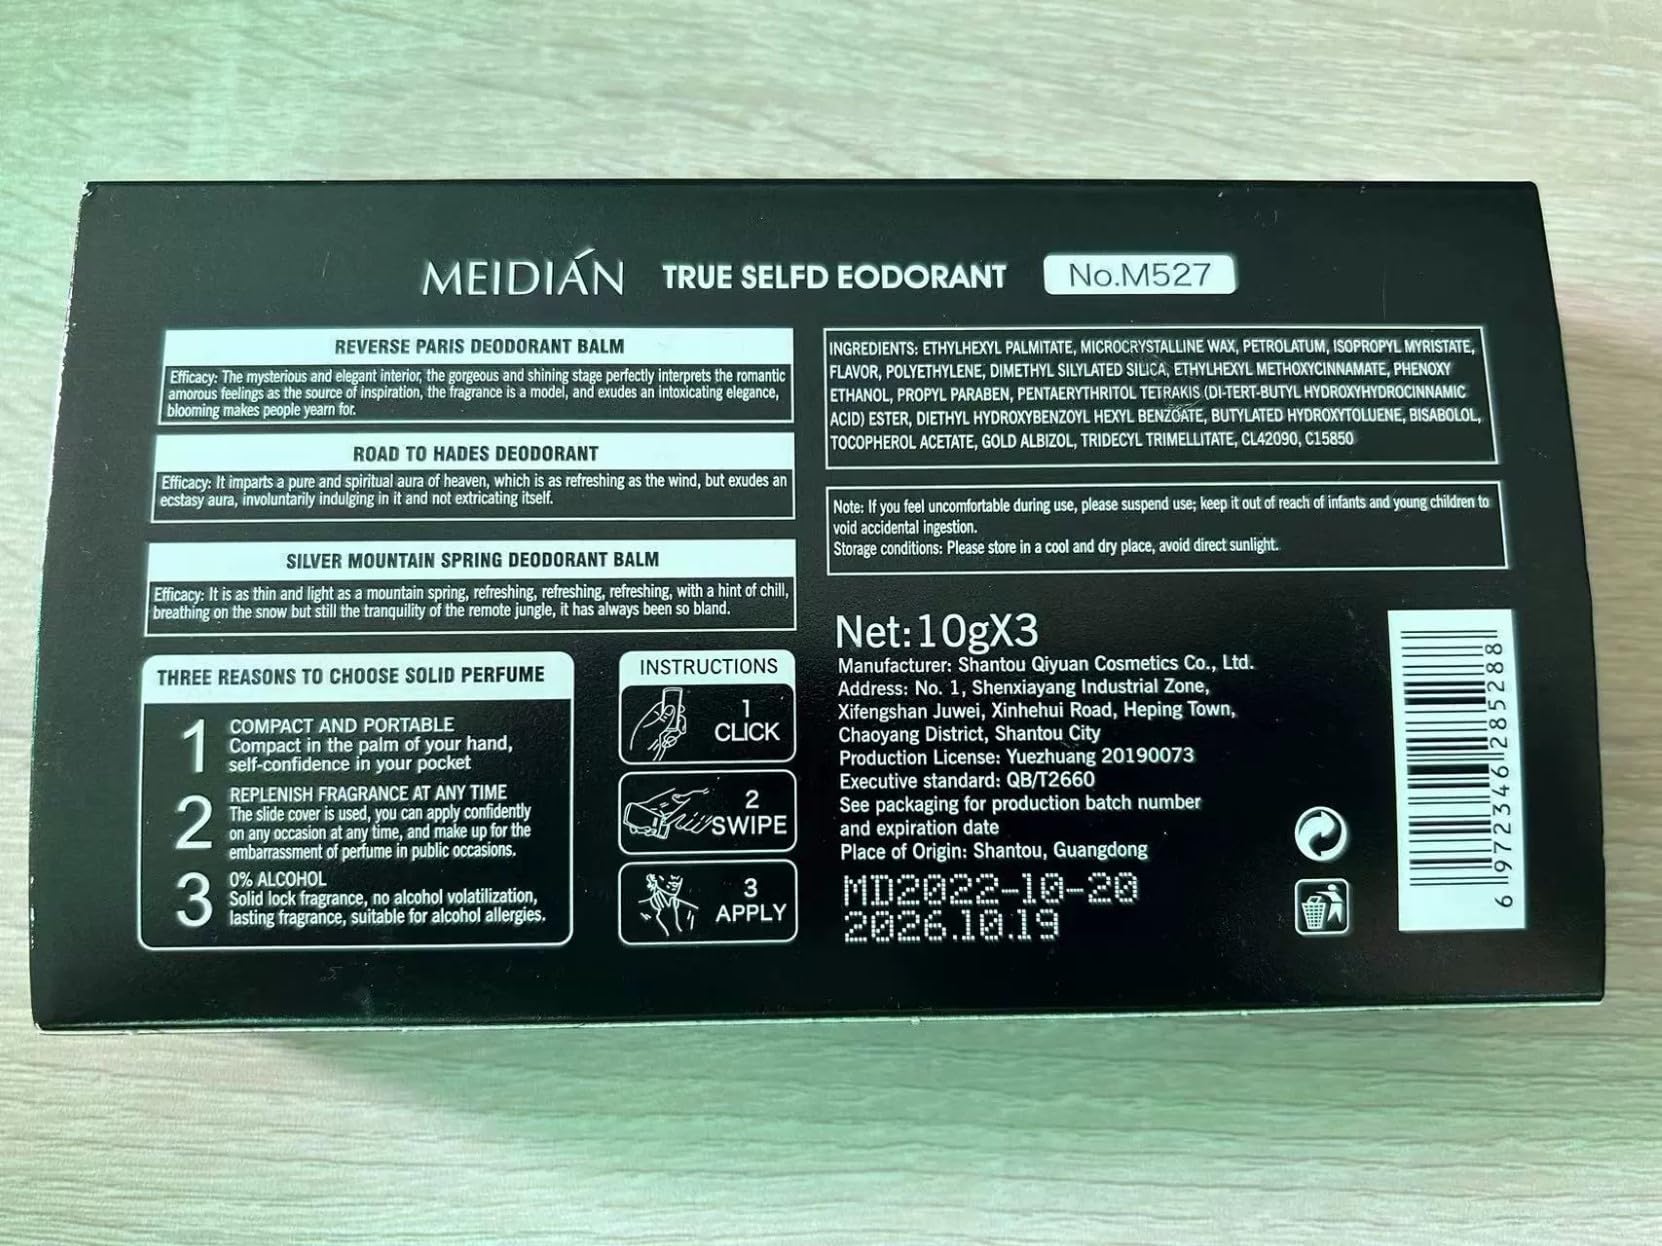 MEIDIÁN TRUE SELFD EODORANT No.M527
REVERSE PARIS DEODORANT BALM
Efficacy: The mysterious and elegant interior, the gorgeous and shining stage perfectly interprets the romantic
amorous feelings as the source of inspiration, the fragrance is a model, and exudes an intoxicating elegance,
blooming makes people yearn for.
ROAD TO HADES DEODORANT
Efficacy: It imparts a pure and spiritual aura of heaven, which is as refreshing as the wind, but exudes an
ecstasy aura, involuntarily indulging in it and not extricating itself.
SILVER MOUNTAIN SPRING DEODORANT BALM
Efficacy: It is as thin and light as a mountain spring, refreshing, refreshing, refreshing, with a hint of chill,
breathing on the snow but still the tranquility of the remote jungle, it has always been so bland.
THREE REASONS TO CHOOSE SOLID PERFUME
1 COMPACT AND PORTABLE
Compact in the palm of your hand,
self-confidence in your pocket
2 REPLENISH FRAGRANCE AT ANY TIME
The slide cover is used, you can apply confidently
on any occasion at any time, and make up for the
embarrassment of perfume in public occasions.
3 0% ALCOHOL
Solid lock fragrance, no alcohol volatilization,
lasting fragrance, suitable for alcohol allergies.
INSTRUCTIONS
1
CLICK
2
SWIPE
3
APPLY
INGREDIENTS: ETHYLHEXYL PALMITATE, MICROCRYSTALLINE WAX, PETROLATUM, ISOPROPYL MYRISTATE,
FLAVOR, POLYETHYLENE, DIMETHYL SILYLATED SILICA, ETHYLHEXYL METHOXYCINNAMATE, PHENOXY
ETHANOL, PROPYL PARABEN, PENTAERYTHRITOL TETRAKIS (DI-TERT-BUTYL HYDROXYHYDROCINNAMIC
ACID) ESTER, DIETHYL HYDROXYBENZOYL HEXYL BENZOATE, BUTYLATED HYDROXYTOLUENE, BISABOLOL,
TOCOPHEROL ACETATE, GOLD ALBIZOL, TRIDECYL TRIMELLITATE, CL42090, C15850
Note: If you feel uncomfortable during use, please suspend use; keep it out of reach of infants and young children to
void accidental ingestion.
Storage conditions: Please store in a cool and dry place, avoid direct sunlight.
Net:10gX3
Manufacturer: Shantou Qiyuan Cosmetics Co., Ltd.
Address: No. 1, Shenxiayang Industrial Zone,
Xifengshan Juwei, Xinhehui Road, Heping Town,
Chaoyang District, Shantou City
Production License: Yuezhuang 20190073
Executive standard: QB/T2660
See packaging for production batch number
and expiration date
Place of Origin: Shantou, Guangdong
MD2022-10-20
2026.10.19
6 972346 285288